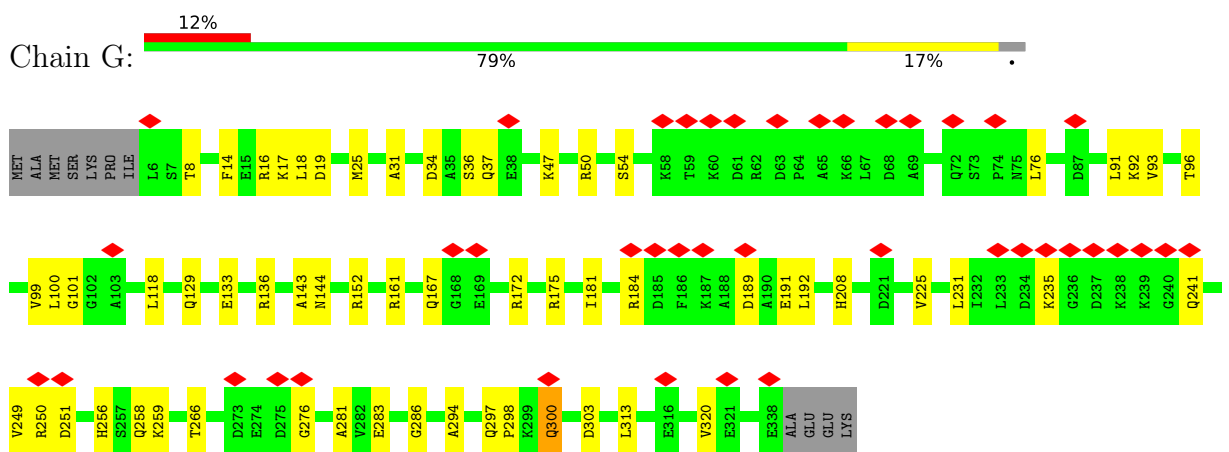 12%
Chain G:
79% 17% •
MET ALA MET SER LYS PRO ILE L6 S7 T8 F14 E15 R16 K17 L18 D19 M25 A31 D34 A35 S36 Q37 E38 K47 R50 S54 K58 T59 K60 D61 R62 D63 P64 A65 K66 L67 D68 A69 Q72 S73 P74 N75 L76 D87 L91 K92 V93 T96
V99 L100 G101 G102 A103 L118 Q129 E133 R136 A143 N144 R152 R161 Q167 G168 E169 R172 R175 I181 R184 D185 F186 K187 A188 D189 A190 E191 L192 H208 D221 V225 L231 I232 L233 D234 K235 G236 D237 K238 K239 G240 Q241
V249 R250 D251 H256 S257 Q258 K259 T266 D273 E274 D275 G276 A281 V282 E283 G286 A294 Q297 P298 K299 Q300 D303 L313 E316 V320 E321 E338 ALA GLU GLU LYS